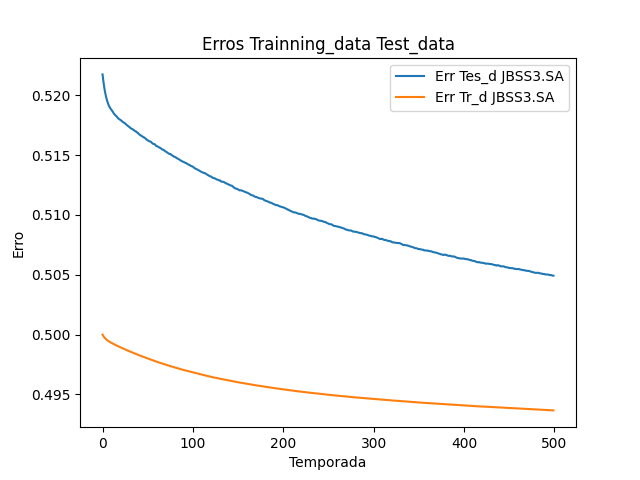 Erros Trainning_data Test_data
Err Tes_d JBSS3.SA
Err Tr_d JBSS3.SA
Erro
0.520
0.515
0.510
0.505
0.500
0.495
0 100 200 300 400 500
Temporada